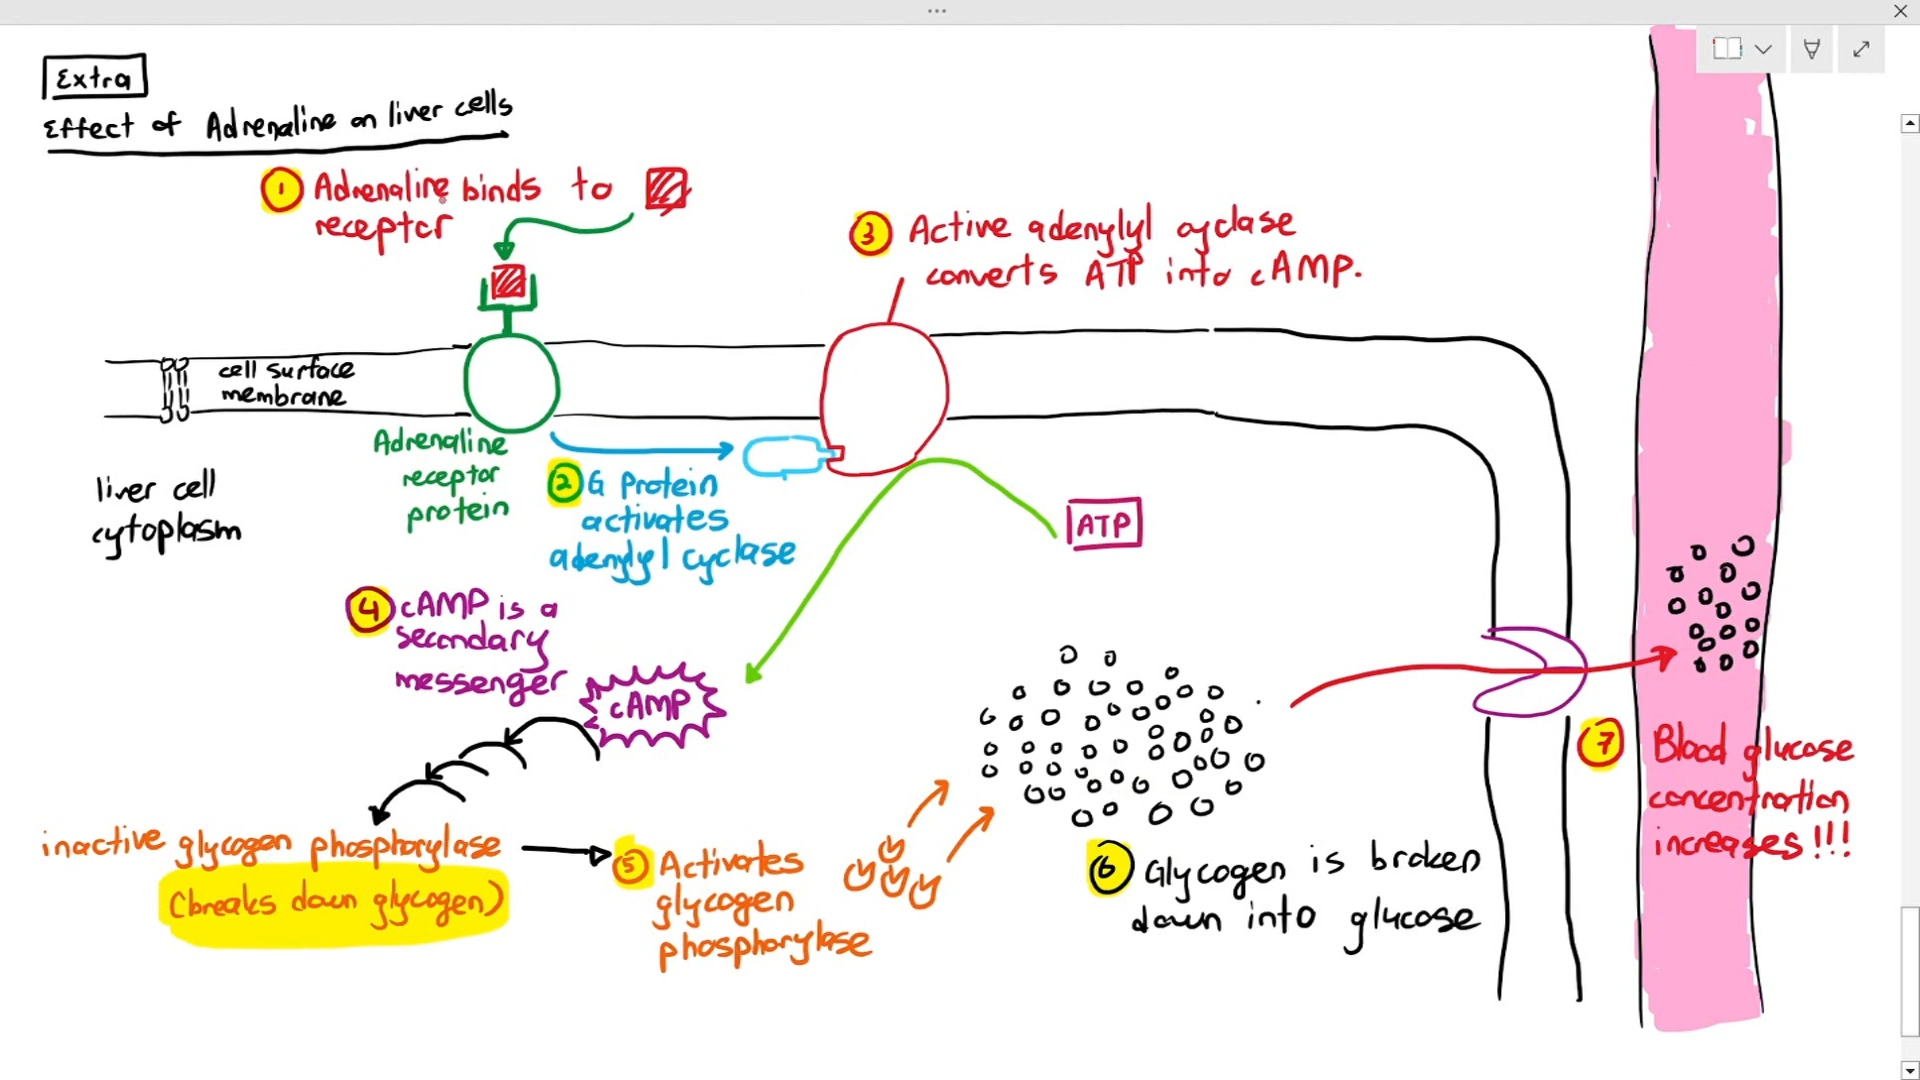 Extra
Effect of Adrenaline on liver cells
1 Adrenaline binds to
receptor
3 Active adenylyl cyclase
converts ATP into cAMP.
cell surface
membrane
Adrenaline
receptor
protein
2 G Protein
activates
adenylyl cyclase
liver cell
cytoplasm
ATP
4 cAMP is a
secondary
messenger
cAMP
inactive glycogen phosphorylase
(breaks down glycogen)
5 Activates
glycogen
phosphorylase
6 Glycogen is broken
down into glucose
7 Blood glucose
concentration
increases!!!